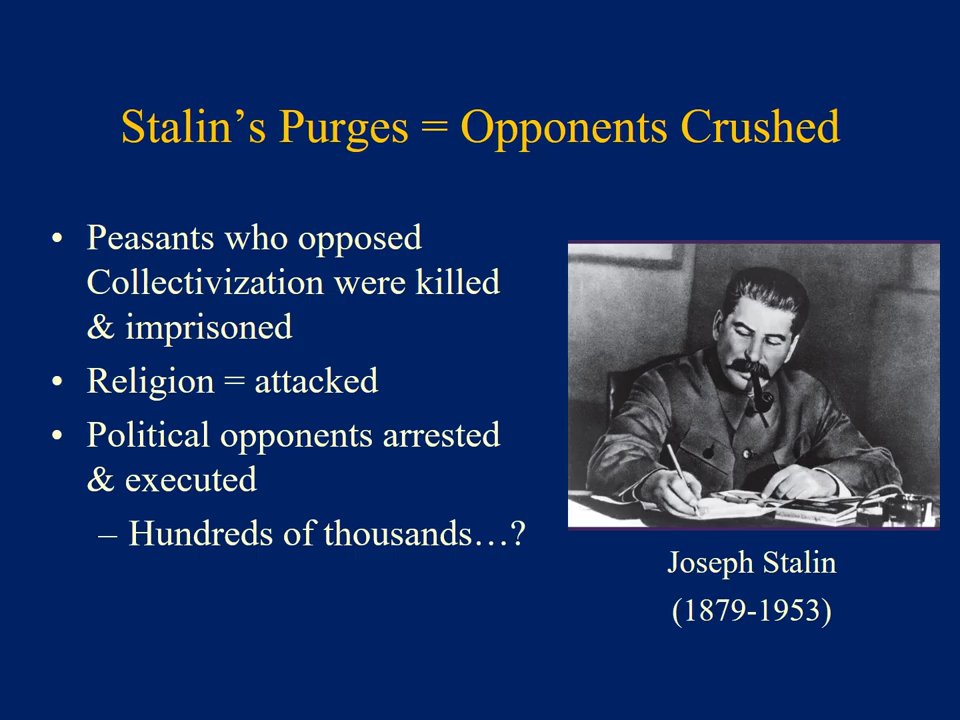 Stalin’s Purges = Opponents Crushed
• Peasants who opposed
Collectivization were killed
& imprisoned
• Religion = attacked
• Political opponents arrested
& executed
– Hundreds of thousands…?
Joseph Stalin
(1879-1953)